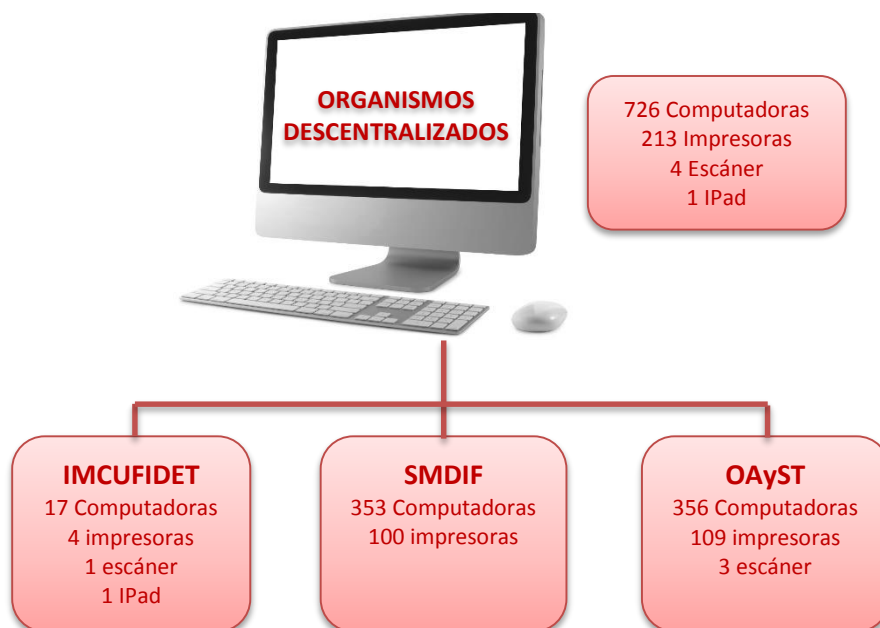 ORGANISMOS
DESCENTRALIZADOS
726 Computadoras
213 Impresoras
4 Escáner
1 IPad
IMCUFIDET
17 Computadoras
4 impresoras
1 escáner
1 IPad
SMDIF
353 Computadoras
100 impresoras
OAyST
356 Computadoras
109 impresoras
3 escáner